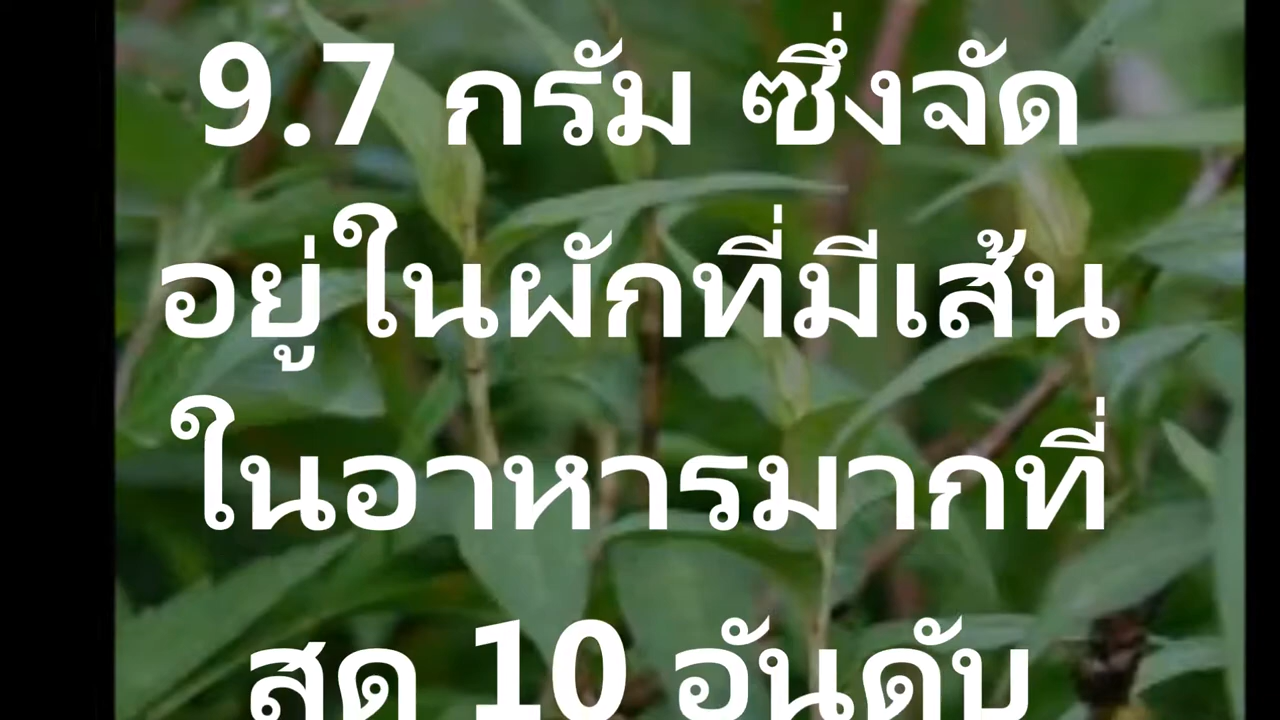 9.7 กรัม ซึ่งจัด
อยู่ในผักที่มีเส้น
ในอาหารมากที่
สุด 10 อันดับ